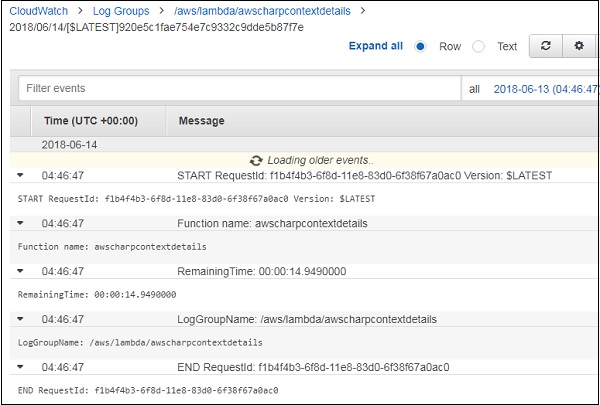 CloudWatch > Log Groups > /aws/lambda/awscharpcontextdetails >
2018/06/14/[$LATEST]920e5c1fae754e7c9332c9dde5b87f7e
Expand all Row Text
Filter events all 2018-06-13 (04:46:47)
Time (UTC +00:00) Message
2018-06-14
Loading older events..
04:46:47 START RequestId: f1b4f4b3-6f8d-11e8-83d0-6f38f67a0ac0 Version: $LATEST
START RequestId: f1b4f4b3-6f8d-11e8-83d0-6f38f67a0ac0 Version: $LATEST
04:46:47 Function name: awscharpcontextdetails
Function name: awscharpcontextdetails
04:46:47 RemainingTime: 00:00:14.9490000
RemainingTime: 00:00:14.9490000
04:46:47 LogGroupName: /aws/lambda/awscharpcontextdetails
LogGroupName: /aws/lambda/awscharpcontextdetails
04:46:47 END RequestId: f1b4f4b3-6f8d-11e8-83d0-6f38f67a0ac0
END RequestId: f1b4f4b3-6f8d-11e8-83d0-6f38f67a0ac0